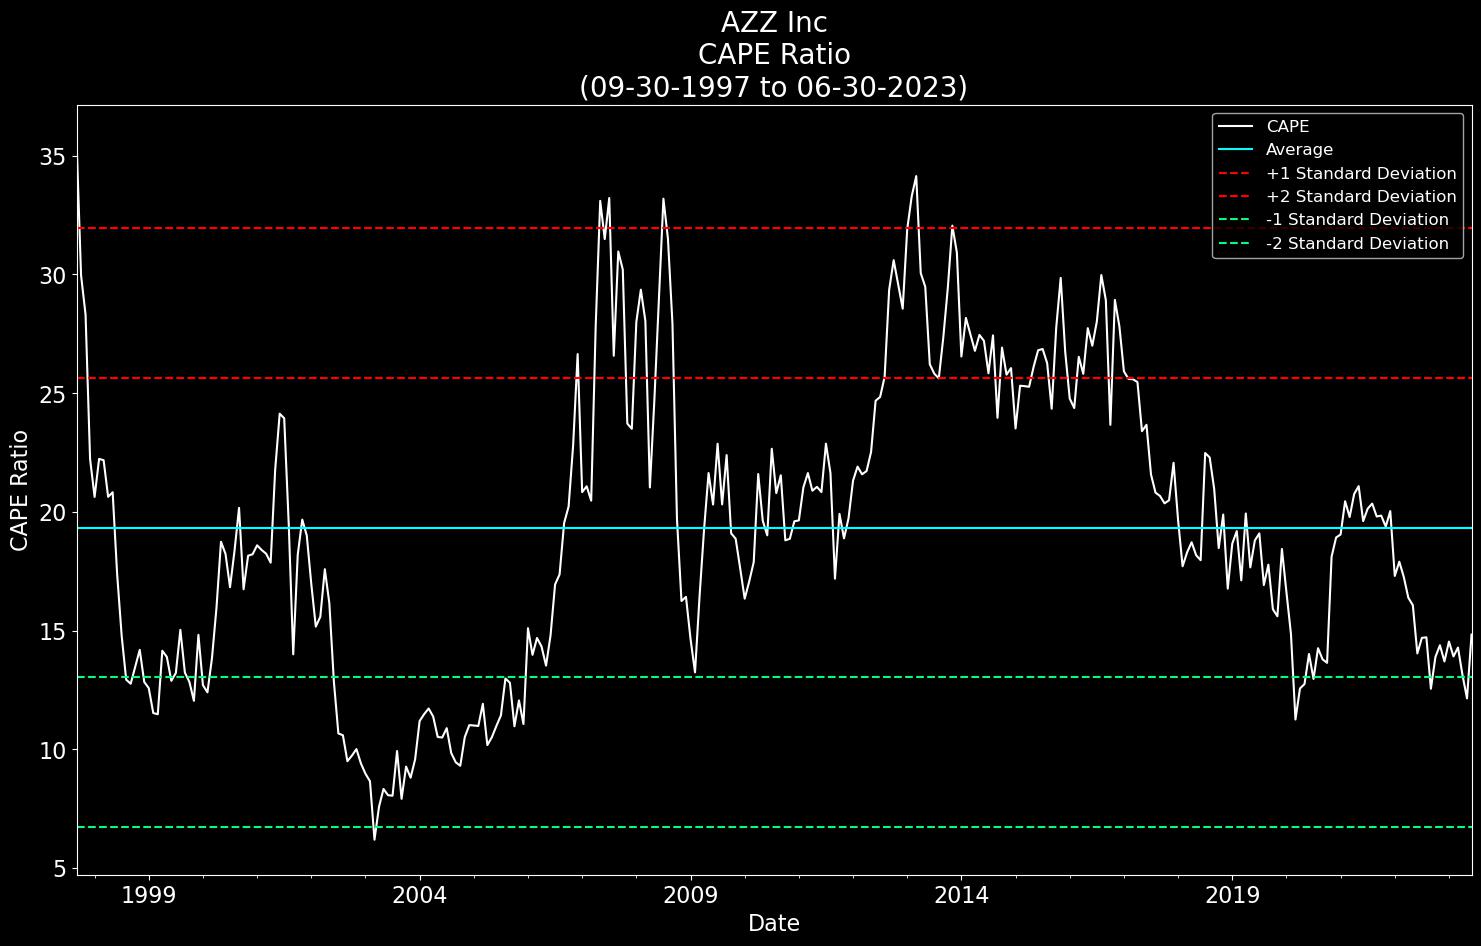 AZZ Inc
CAPE Ratio
(09-30-1997 to 06-30-2023)
CAPE
Average
+1 Standard Deviation
+2 Standard Deviation
-1 Standard Deviation
-2 Standard Deviation
CAPE Ratio
35
30
25
20
15
10
5
1999 2004 2009 2014 2019
Date